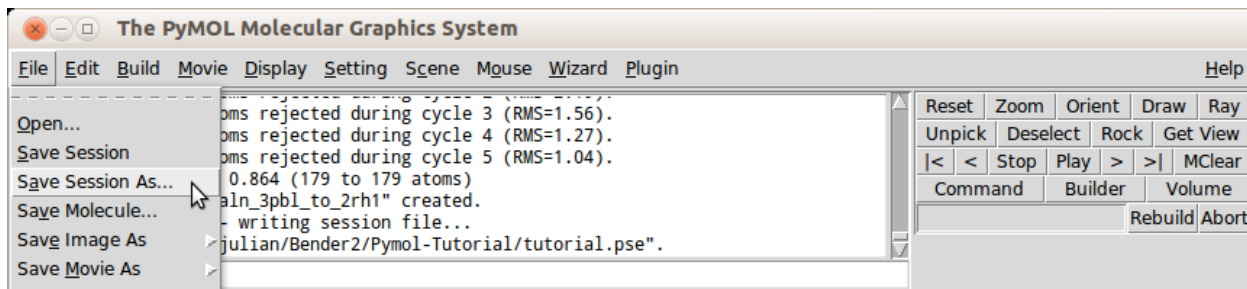 The PyMOL Molecular Graphics System
File Edit Build Movie Display Setting Scene Mouse Wizard Plugin Help
Open...
Save Session
Save Session As...
Save Molecule...
Save Image As
Save Movie As
oms rejected during cycle 3 (RMS=1.56).
oms rejected during cycle 4 (RMS=1.27).
oms rejected during cycle 5 (RMS=1.04).
0.864 (179 to 179 atoms)
aln_3pbl_to_2rh1" created.
- writing session file...
julian/Bender2/Pymol-Tutorial/tutorial.pse".
Reset Zoom Orient Draw Ray
Unpick Deselect Rock Get View
|< < Stop Play > >| MClear
Command Builder Volume
Rebuild Abort